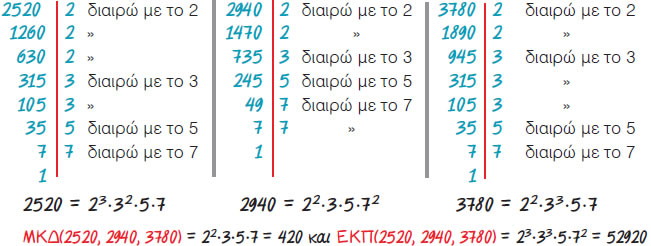 2520 2 διαιρώ με το 2 2940 2 διαιρώ με το 2 3780 2 διαιρώ με το 2
1260 2 » 1470 2 » 1890 2 »
630 2 » 735 3 διαιρώ με το 3 945 3 διαιρώ με το 3
315 3 διαιρώ με το 3 245 5 διαιρώ με το 5 315 3 »
105 3 » 49 7 διαιρώ με το 7 105 3 »
35 5 διαιρώ με το 5 7 7 » 35 5 διαιρώ με το 5
7 7 διαιρώ με το 7 1 7 7 διαιρώ με το 7
1 1
2520 = 2³·3²·5·7 2940 = 2²·3·5·7² 3780 = 2²·3³·5·7
ΜΚΔ(2520, 2940, 3780) = 2²·3·5·7 = 420 και ΕΚΠ(2520, 2940, 3780) = 2³·3³·5·7² = 52920